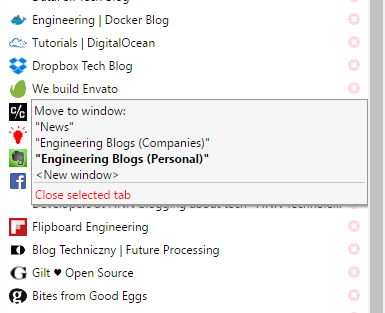 Engineering | Docker Blog
Tutorials | DigitalOcean
Dropbox Tech Blog
We build Envato
C/C
Move to window:
"News"
"Engineering Blogs (Companies)"
"Engineering Blogs (Personal)"
<New window>
Close selected tab
Flipboard Engineering
Blog Techniczny | Future Processing
Gilt ♥ Open Source
Bites from Good Eggs